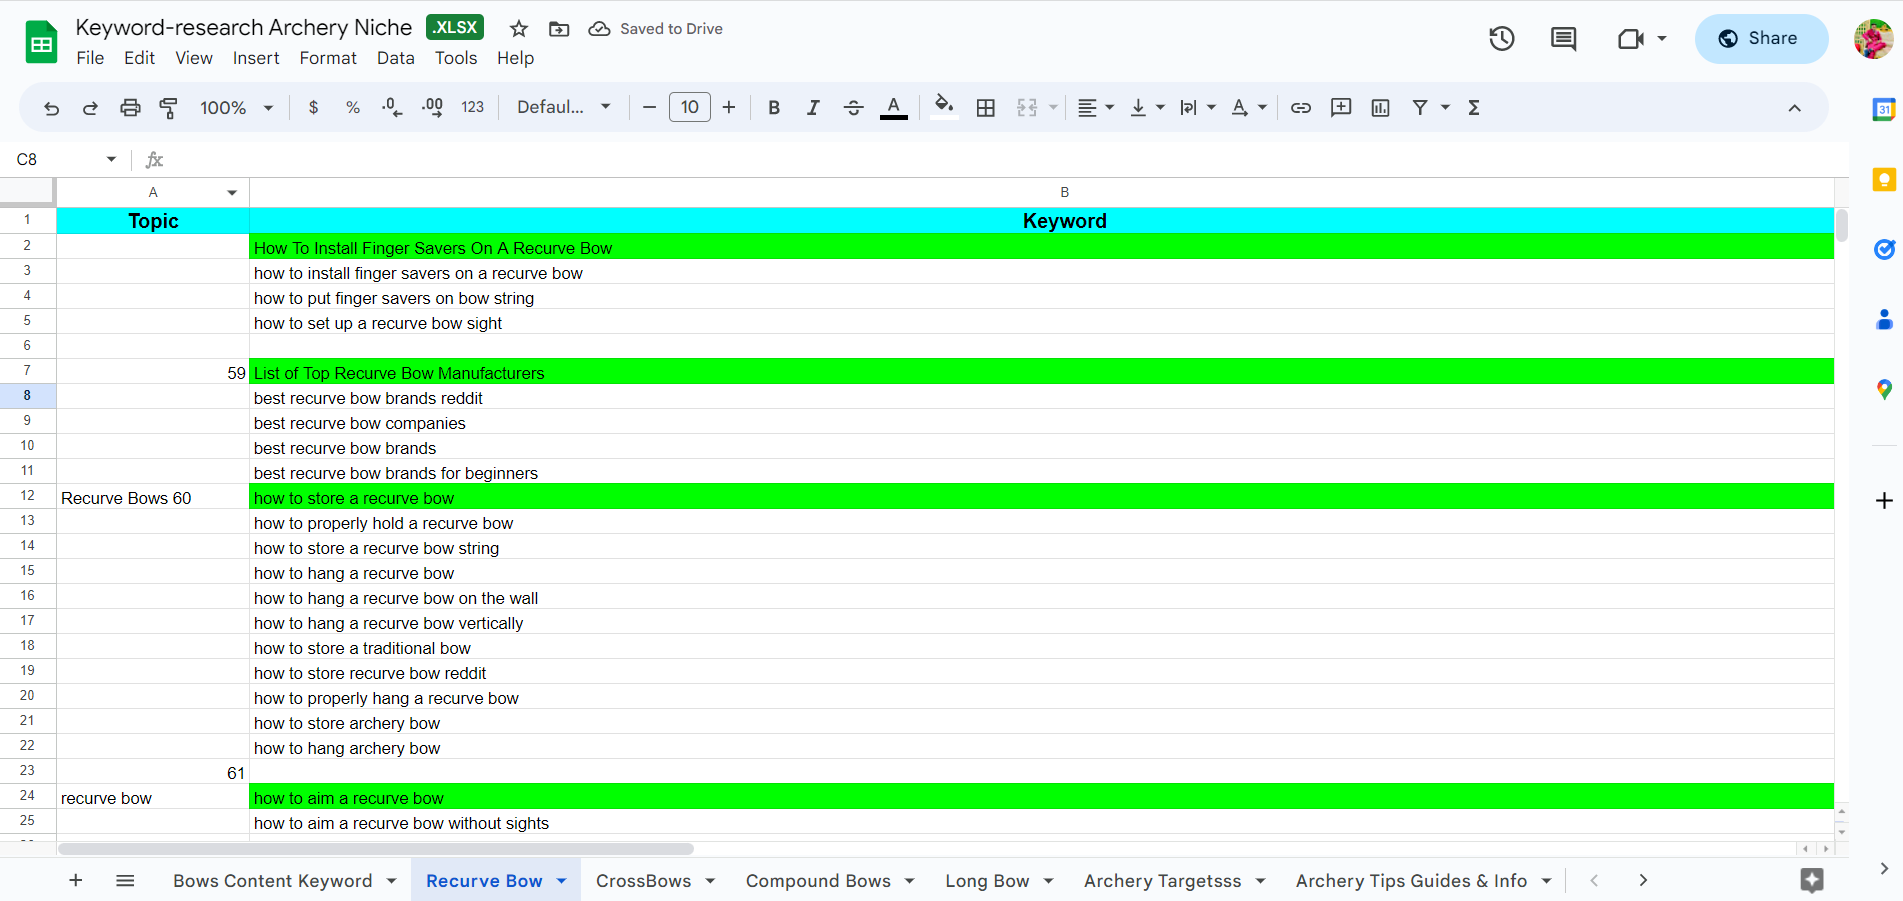 Keyword-research Archery Niche .XLSX Saved to Drive
File Edit View Insert Format Data Tools Help
Share
100% $ % .0 .00 123 Defaul... 10 B I A
31
C8 fx
A B
1 Topic Keyword
2 How To Install Finger Savers On A Recurve Bow
3 how to install finger savers on a recurve bow
4 how to put finger savers on bow string
5 how to set up a recurve bow sight
6
7 59 List of Top Recurve Bow Manufacturers
8 best recurve bow brands reddit
9 best recurve bow companies
10 best recurve bow brands
11 best recurve bow brands for beginners
12 Recurve Bows 60 how to store a recurve bow
13 how to properly hold a recurve bow
14 how to store a recurve bow string
15 how to hang a recurve bow
16 how to hang a recurve bow on the wall
17 how to hang a recurve bow vertically
18 how to store a traditional bow
19 how to store recurve bow reddit
20 how to properly hang a recurve bow
21 how to store archery bow
22 how to hang archery bow
23 61
24 recurve bow how to aim a recurve bow
25 how to aim a recurve bow without sights
Bows Content Keyword Recurve Bow CrossBows Compound Bows Long Bow Archery Targetsss Archery Tips Guides & Info